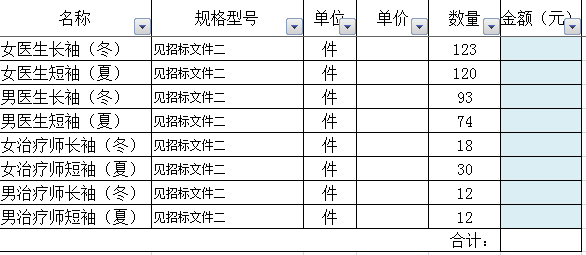 名称 规格型号 单位 单价 数量 金额（元）
女医生长袖（冬） 见招标文件二 件 123
女医生短袖（夏） 见招标文件二 件 120
男医生长袖（冬） 见招标文件二 件 93
男医生短袖（夏） 见招标文件二 件 74
女治疗师长袖（冬） 见招标文件二 件 18
女治疗师短袖（夏） 见招标文件二 件 30
男治疗师长袖（冬） 见招标文件二 件 12
男治疗师短袖（夏） 见招标文件二 件 12
合计：